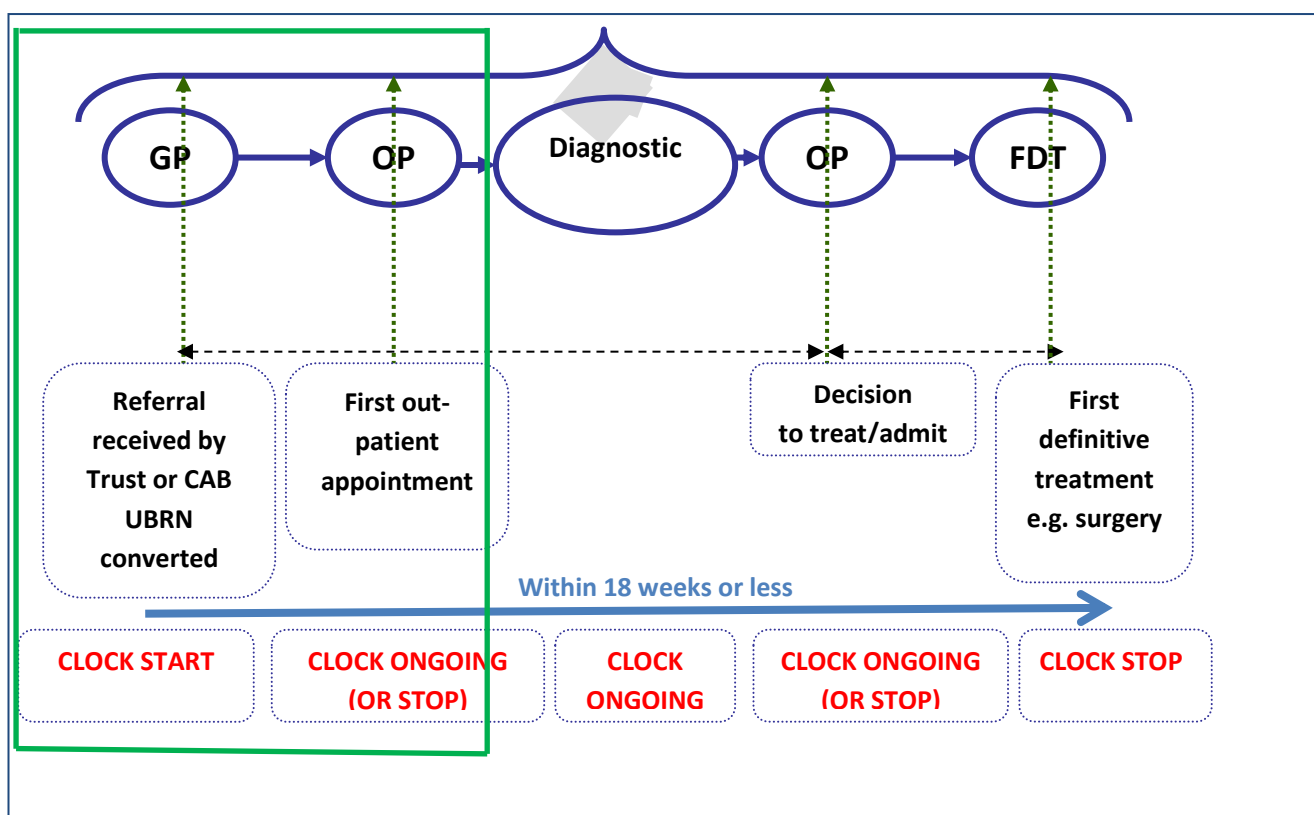 GP
OP
Diagnostic
OP
FDT
Referral
received by
Trust or CAB
UBRN
converted
First out-
patient
appointment
Decision
to treat/admit
First
definitive
treatment
e.g. surgery
Within 18 weeks or less
CLOCK START
CLOCK ONGOING
(OR STOP)
CLOCK
ONGOING
CLOCK ONGOING
(OR STOP)
CLOCK STOP